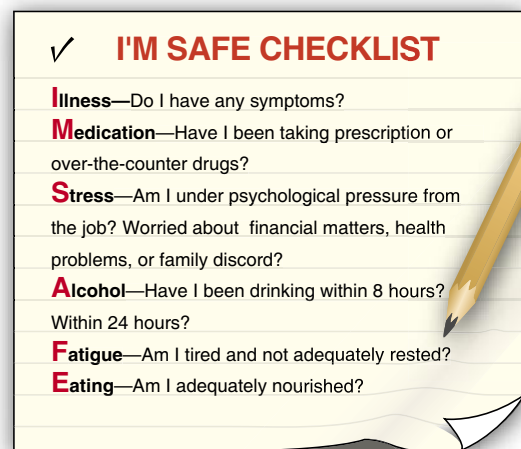 I'M SAFE CHECKLIST
Illness—Do I have any symptoms?
Medication—Have I been taking prescription or
over-the-counter drugs?
Stress—Am I under psychological pressure from
the job? Worried about financial matters, health
problems, or family discord?
Alcohol—Have I been drinking within 8 hours?
Within 24 hours?
Fatigue—Am I tired and not adequately rested?
Eating—Am I adequately nourished?